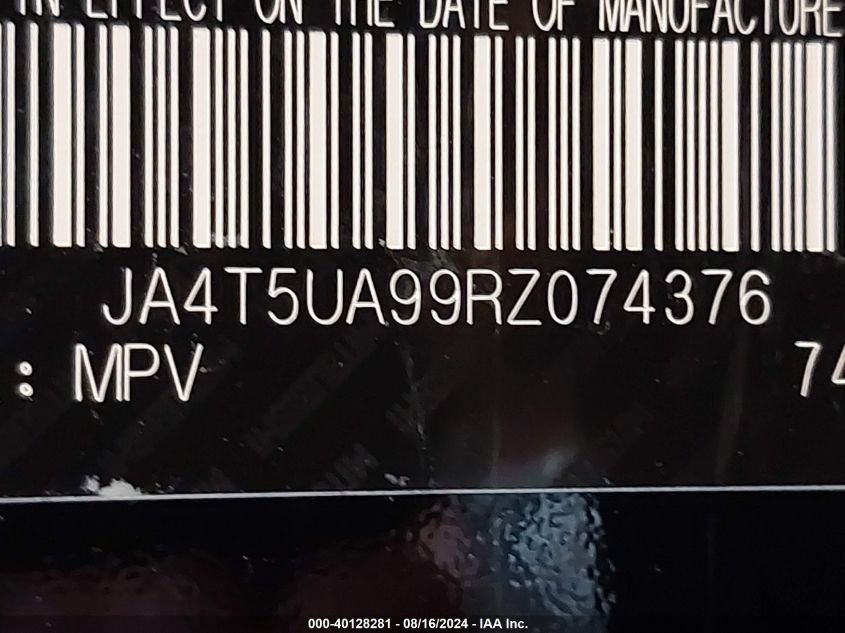 IN EFFECT ON THE DATE OF MANUFACTURE
JA4T5UA99RZ074376
: MPV 74
000-40128281 - 08/16/2024 - IAA Inc.